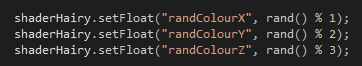 shaderHairy.setFloat("randColourX", rand() % 1);
shaderHairy.setFloat("randColourY", rand() % 2);
shaderHairy.setFloat("randColourZ", rand() % 3);